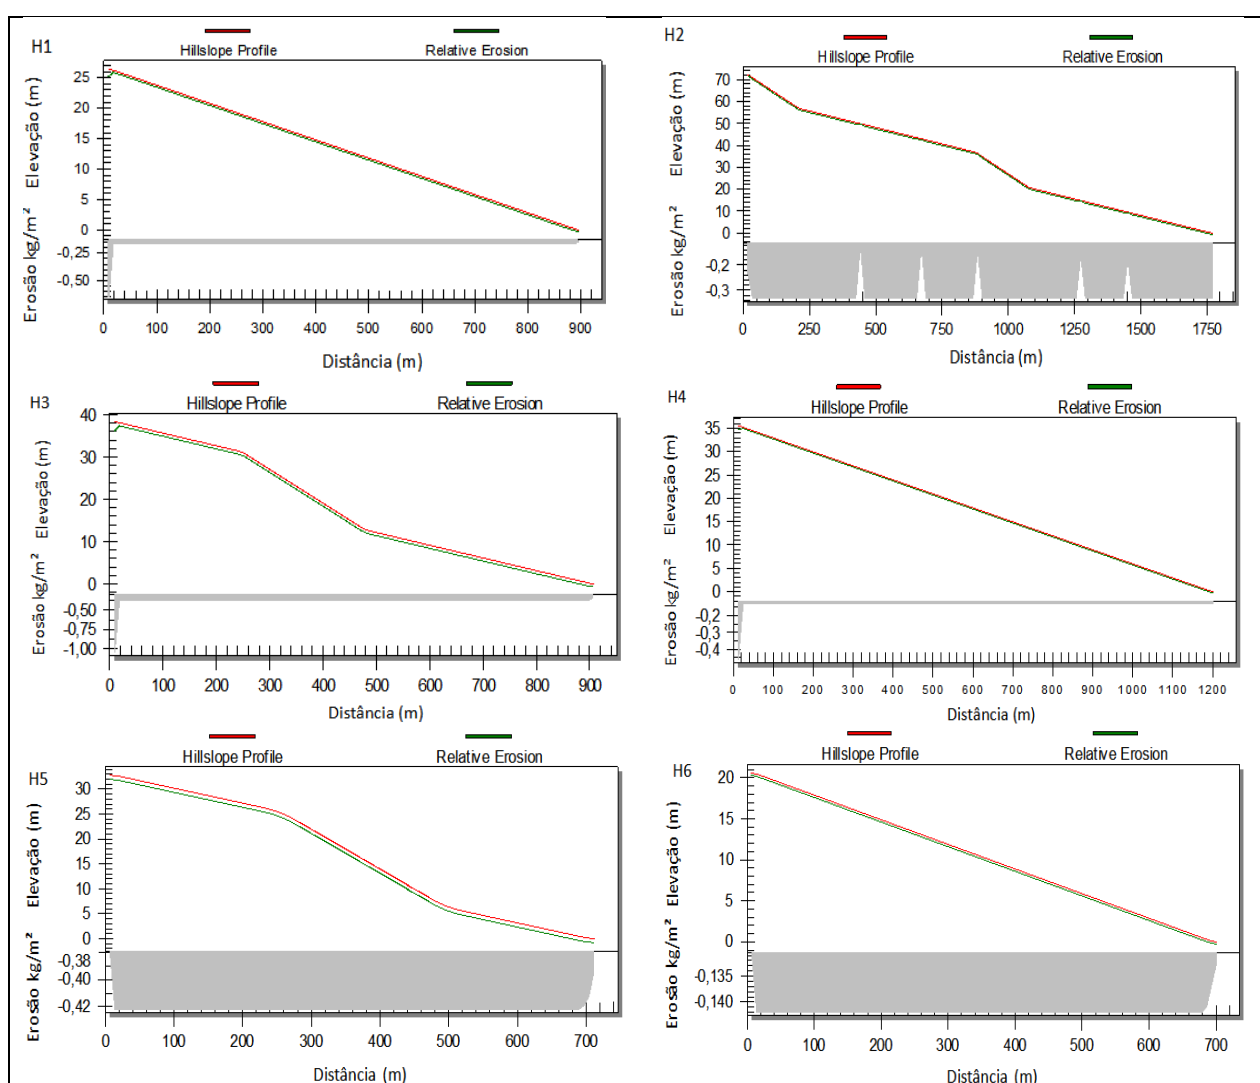 H1
Hillslope Profile Relative Erosion
Elevação (m)
25
20
15
10
5
0
Erosão kg/m²
-0,25
-0,50
0 100 200 300 400 500 600 700 800 900
Distância (m)
H2
Hillslope Profile Relative Erosion
Elevação (m)
70
60
50
40
30
20
10
0
Erosão kg/m²
-0,2
-0,3
0 250 500 750 1000 1250 1500 1750
Distância (m)
H3
Hillslope Profile Relative Erosion
Elevação (m)
40
30
20
10
0
Erosão kg/m²
-0,50
-0,75
-1,00
0 100 200 300 400 500 600 700 800 900
Distância (m)
H4
Hillslope Profile Relative Erosion
Elevação (m)
35
30
25
20
15
10
5
0
Erosão kg/m²
-0,2
-0,3
-0,4
0 100 200 300 400 500 600 700 800 900 1000 1100 1200
Distância (m)
H5
Hillslope Profile Relative Erosion
Elevação (m)
30
25
20
15
10
5
0
Erosão kg/m²
-0,38
-0,40
-0,42
0 100 200 300 400 500 600 700
Distância (m)
H6
Hillslope Profile Relative Erosion
Elevação (m)
20
15
10
5
0
Erosão kg/m²
-0,135
-0,140
0 100 200 300 400 500 600 700
Distância (m)